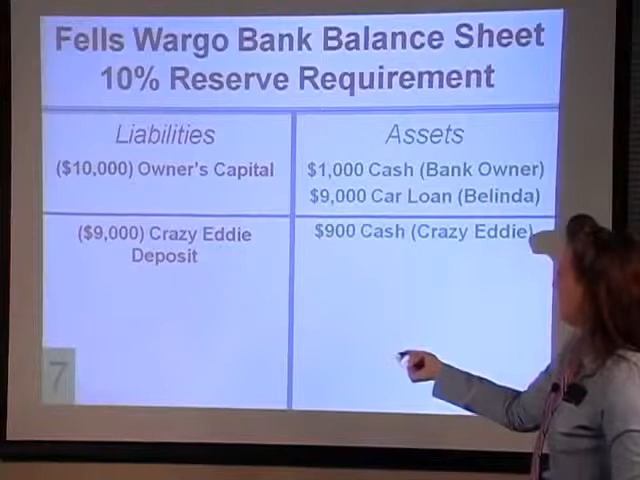 Fells Wargo Bank Balance Sheet
10% Reserve Requirement
Liabilities
Assets
($10,000) Owner's Capital
$1,000 Cash (Bank Owner)
$9,000 Car Loan (Belinda)
($9,000) Crazy Eddie
Deposit
$900 Cash (Crazy Eddie)
7